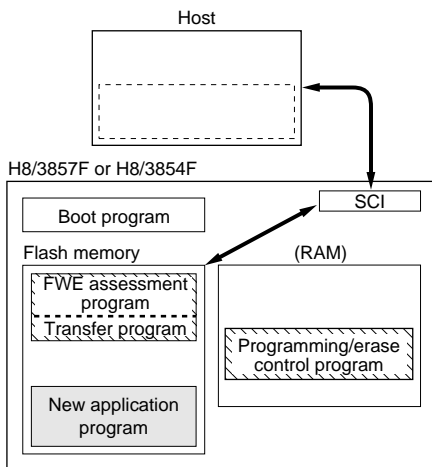 Host
H8/3857F or H8/3854F
SCI
Boot program
Flash memory
(RAM)
FWE assessment
program
Transfer program
Programming/erase
control program
New application
program